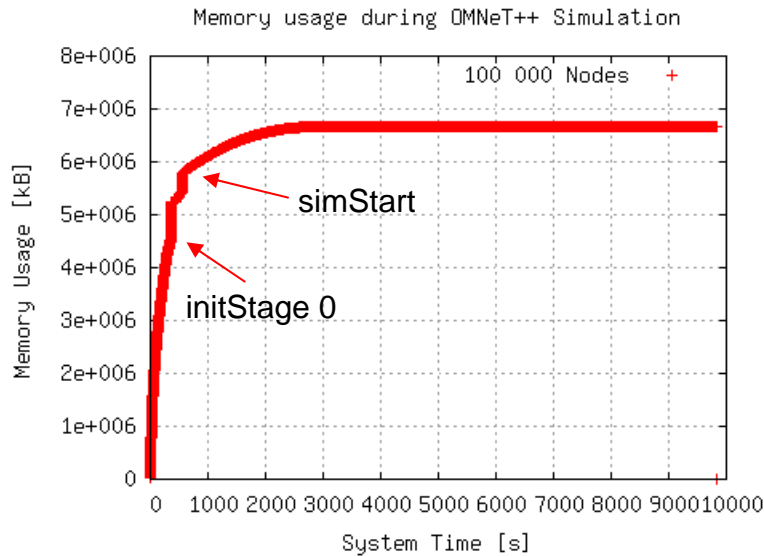 Memory usage during OMNeT++ Simulation
8e+006
7e+006
6e+006
5e+006
4e+006
3e+006
2e+006
1e+006
0
Memory Usage [kB]
100 000 Nodes
simStart
initStage 0
0 1000 2000 3000 4000 5000 6000 7000 8000 9000 10000
System Time [s]